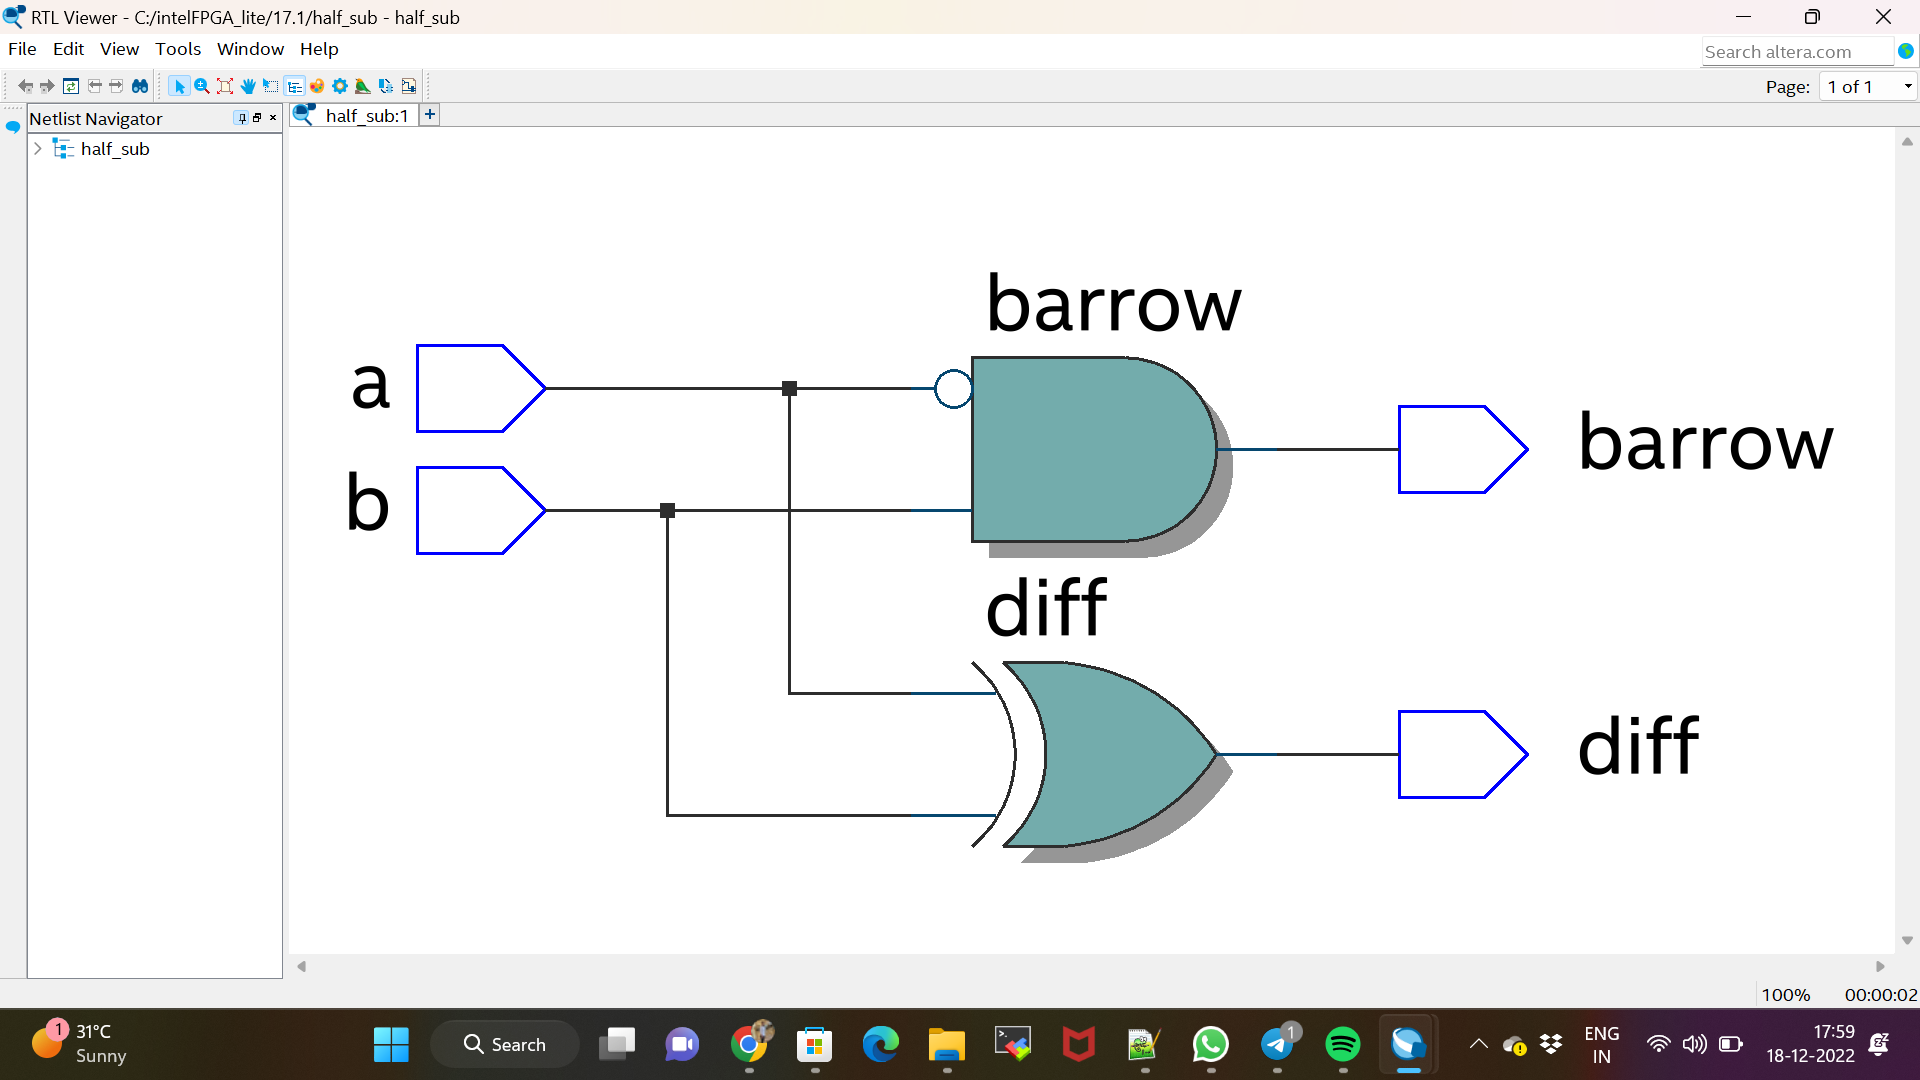 RTL Viewer - C:/intelFPGA_lite/17.1/half_sub - half_sub
File Edit View Tools Window Help
Search altera.com
Page: 1 of 1
Netlist Navigator
half_sub:1
half_sub
barrow
a
barrow
b
diff
diff
100% 00:00:02
1
31°C
Sunny
Search
1
ENG
IN
17:59
18-12-2022